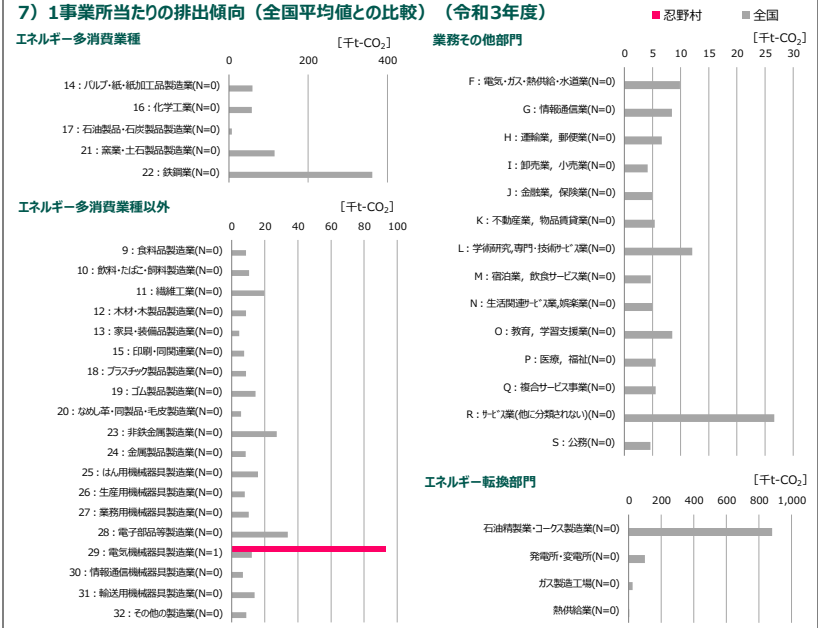 7）1事業所当たりの排出傾向（全国平均値との比較）（令和3年度）
■忍野村 ■全国
エネルギー多消費業種
[千t-CO₂]
0 200 400
14：パルプ・紙・紙加工品製造業(N=0)
16：化学工業(N=0)
17：石油製品・石炭製品製造業(N=0)
21：窯業・土石製品製造業(N=0)
22：鉄鋼業(N=0)
エネルギー多消費業種以外
[千t-CO₂]
0 20 40 60 80 100
9：食料品製造業(N=0)
10：飲料・たばこ・飼料製造業(N=0)
11：繊維工業(N=0)
12：木材・木製品製造業(N=0)
13：家具・装備品製造業(N=0)
15：印刷・同関連業(N=0)
18：プラスチック製品製造業(N=0)
19：ゴム製品製造業(N=0)
20：なめし革・同製品・毛皮製造業(N=0)
23：非鉄金属製造業(N=0)
24：金属製品製造業(N=0)
25：はん用機械器具製造業(N=0)
26：生産用機械器具製造業(N=0)
27：業務用機械器具製造業(N=0)
28：電子部品等製造業(N=0)
29：電気機械器具製造業(N=1)
30：情報通信機械器具製造業(N=0)
31：輸送用機械器具製造業(N=0)
32：その他の製造業(N=0)
業務その他部門
[千t-CO₂]
0 5 10 15 20 25 30
F：電気・ガス・熱供給・水道業(N=0)
G：情報通信業(N=0)
H：運輸業，郵便業(N=0)
I：卸売業，小売業(N=0)
J：金融業，保険業(N=0)
K：不動産業，物品賃貸業(N=0)
L：学術研究,専門・技術ｻｰﾋﾞｽ業(N=0)
M：宿泊業，飲食サービス業(N=0)
N：生活関連ｻｰﾋﾞｽ業,娯楽業(N=0)
O：教育，学習支援業(N=0)
P：医療，福祉(N=0)
Q：複合サービス事業(N=0)
R：ｻｰﾋﾞｽ業(他に分類されない)(N=0)
S：公務(N=0)
エネルギー転換部門
[千t-CO₂]
0 200 400 600 800 1,000
石油精製業・コークス製造業(N=0)
発電所・変電所(N=0)
ガス製造工場(N=0)
熱供給業(N=0)